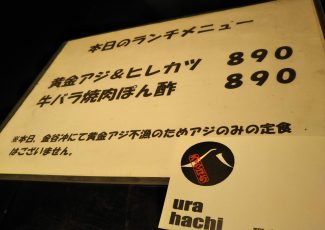 本日のランチメニュー
黄金アジ&ヒレカツ 890
牛バラ焼肉ぽん酢 890
※本日、金谷沖にて黄金アジ不漁のためアジのみの定食
はございません。
ura
hachi